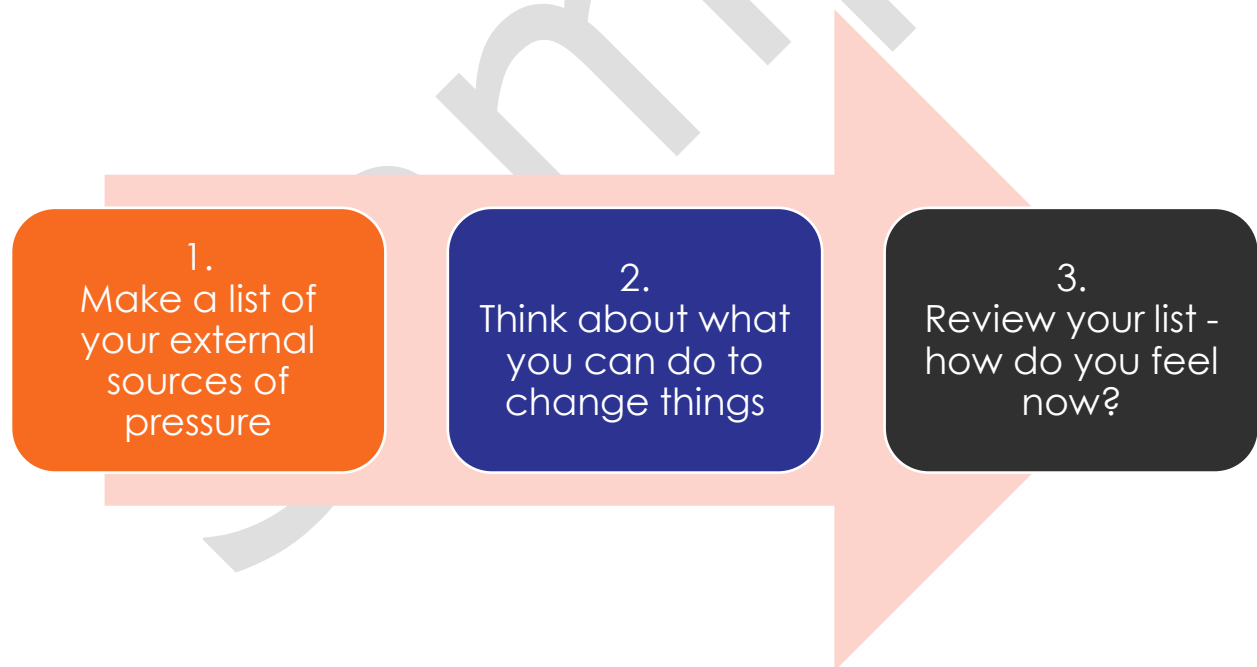 1.
Make a list of
your external
sources of
pressure
2.
Think about what
you can do to
change things
3.
Review your list -
how do you feel
now?